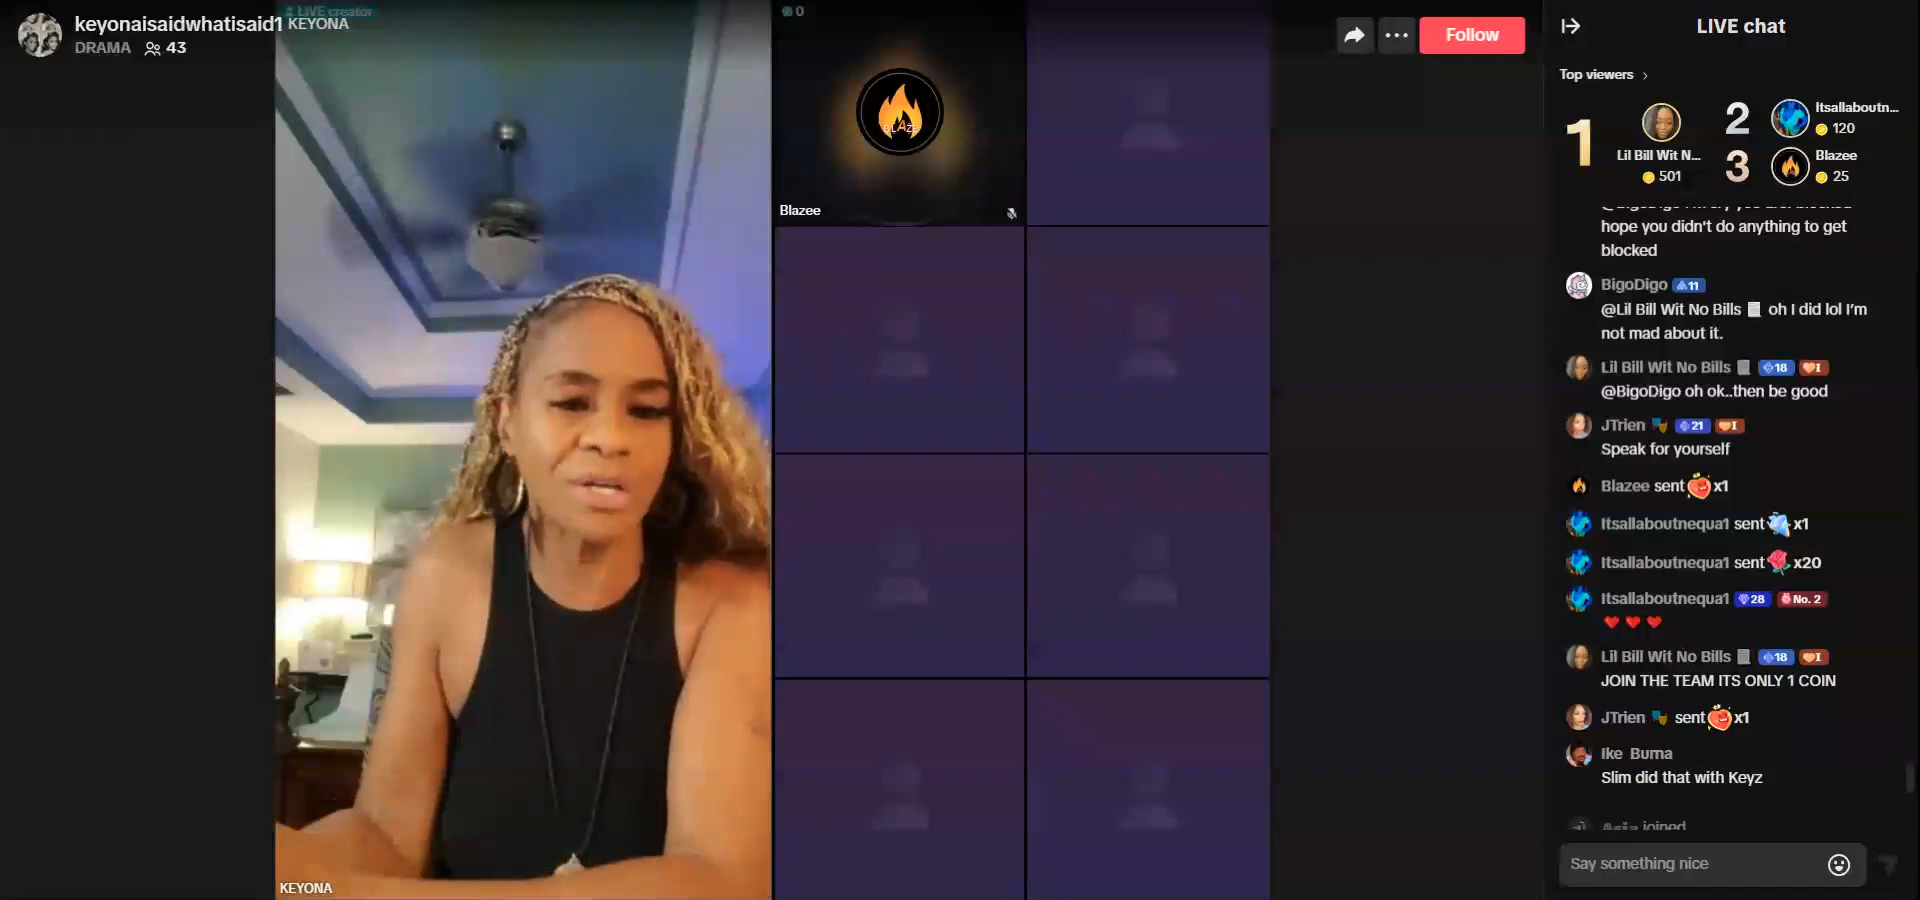 keyonaisaidwhatisaid1
DRAMA 43
LIVE creator
KEYONA
0
BLAZE
Blazee
KEYONA
Follow
LIVE chat
Top viewers
1
Lil Bill Wit N...
501
2
Itsallaboutn...
120
3
Blazee
25
hope you didn't do anything to get
blocked
BigoDigo 11
@Lil Bill Wit No Bills oh I did lol I'm
not mad about it.
Lil Bill Wit No Bills 18 I
@BigoDigo oh ok..then be good
JTrien 21 I
Speak for yourself
Blazee sent x1
Itsallaboutnequa1 sent x1
Itsallaboutnequa1 sent x20
Itsallaboutnequa1 28 No. 2
Lil Bill Wit No Bills 18 I
JOIN THE TEAM ITS ONLY 1 COIN
JTrien sent x1
Ike Burna
Slim did that with Keyz
joined
Say something nice